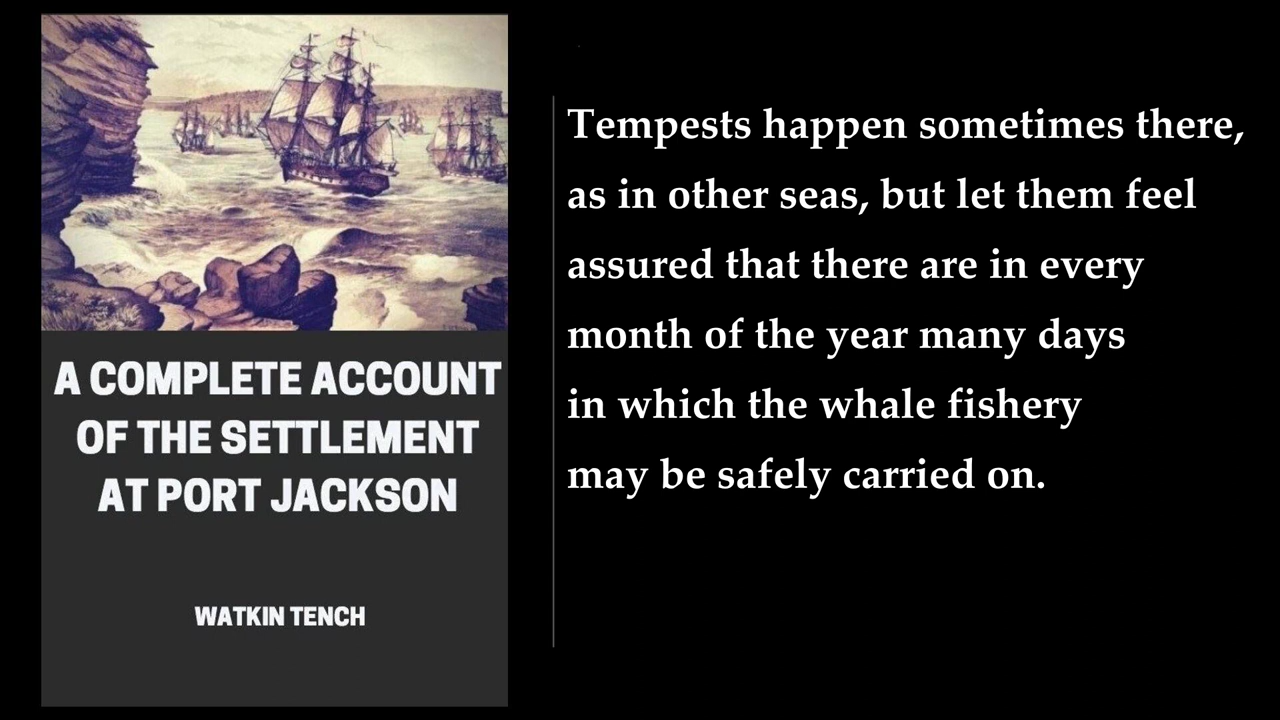 A COMPLETE ACCOUNT
OF THE SETTLEMENT
AT PORT JACKSON
WATKIN TENCH
Tempests happen sometimes there,
as in other seas, but let them feel
assured that there are in every
month of the year many days
in which the whale fishery
may be safely carried on.